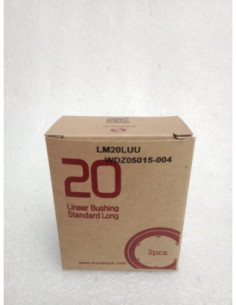 LM20LUU
WDZ05015-004
20
Linear Bushing
Standard Long
2pcs